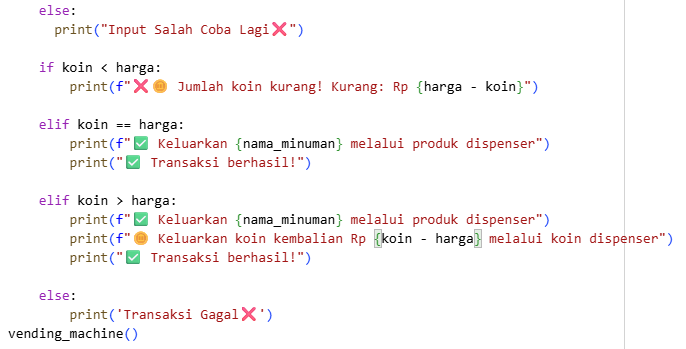 else:
print("Input Salah Coba Lagi❌")
if koin < harga:
print(f"❌🪙 Jumlah koin kurang! Kurang: Rp {harga - koin}")
elif koin == harga:
print(f"✅ Keluarkan {nama_minuman} melalui produk dispenser")
print("✅ Transaksi berhasil!")
elif koin > harga:
print(f"✅ Keluarkan {nama_minuman} melalui produk dispenser")
print(f"🪙 Keluarkan koin kembalian Rp {koin - harga} melalui koin dispenser")
print("✅ Transaksi berhasil!")
else:
print('Transaksi Gagal❌')
vending_machine()